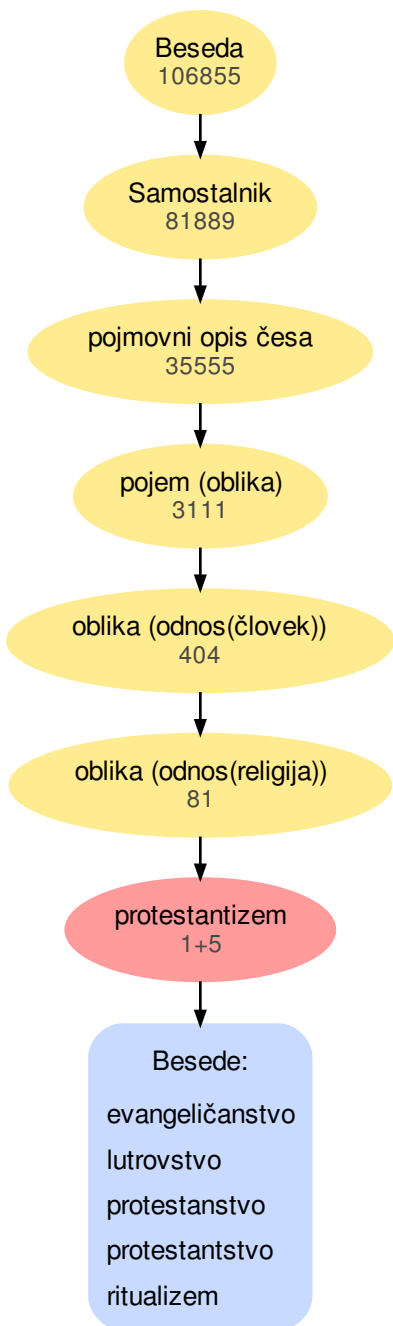 Beseda
106855
Samostalnik
81889
pojmovni opis česa
35555
pojem (oblika)
3111
oblika (odnos(človek))
404
oblika (odnos(religija))
81
protestantizem
1+5
Besede:
evangeličanstvo
lutrovstvo
protestanstvo
protestantstvo
ritualizem